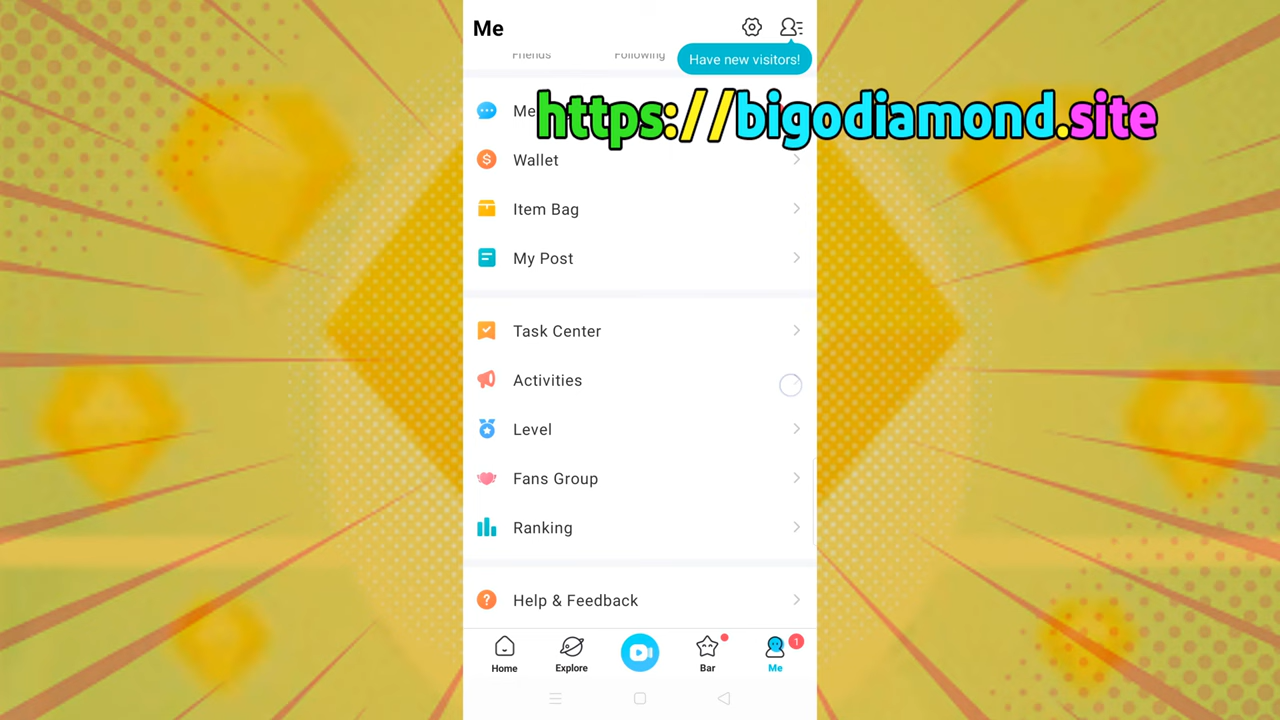 Me
Friends Following
Have new visitors!
https://bigodiamond.site
Wallet
Item Bag
My Post
Task Center
Activities
Level
Fans Group
Ranking
? Help & Feedback
Home Explore Bar Me 1